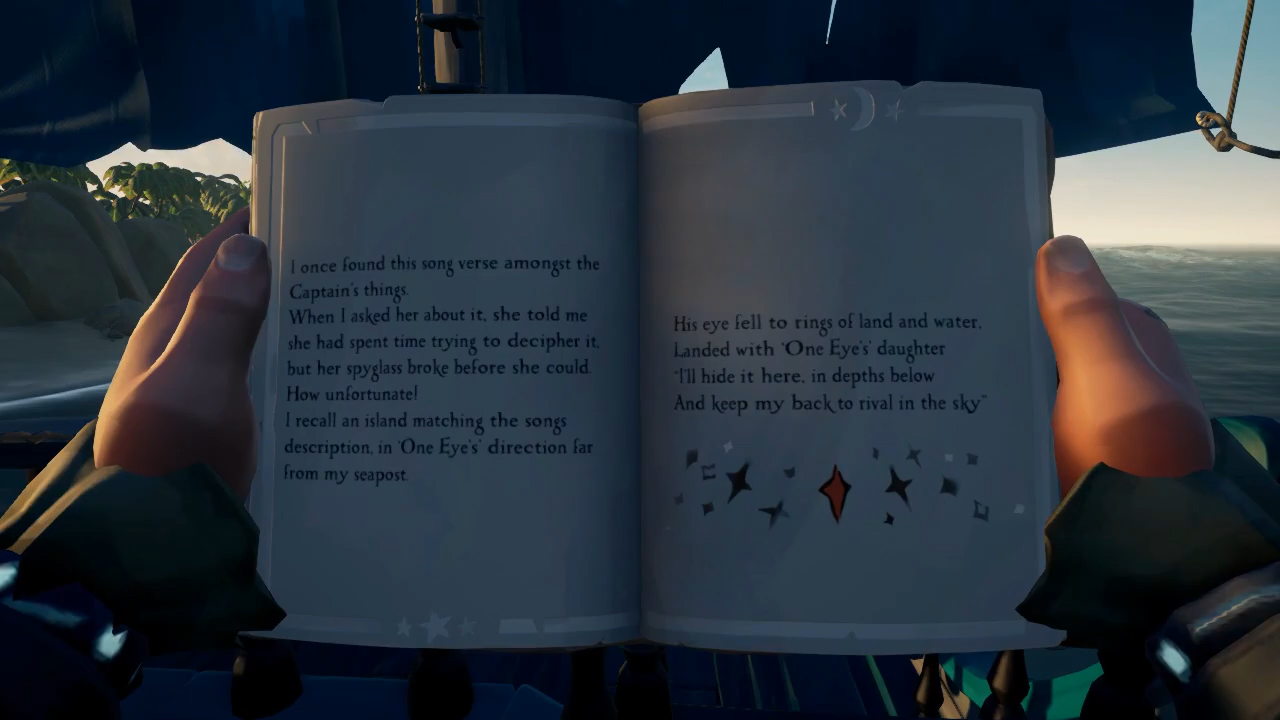 I once found this song verse amongst the
Captain's things.
When I asked her about it, she told me
she had spent time trying to decipher it,
but her spyglass broke before she could.
How unfortunate!
I recall an island matching the songs
description, in 'One Eye's' direction far
from my seapost.
His eye fell to rings of land and water,
Landed with 'One Eye's' daughter
"I'll hide it here, in depths below
And keep my back to rival in the sky"